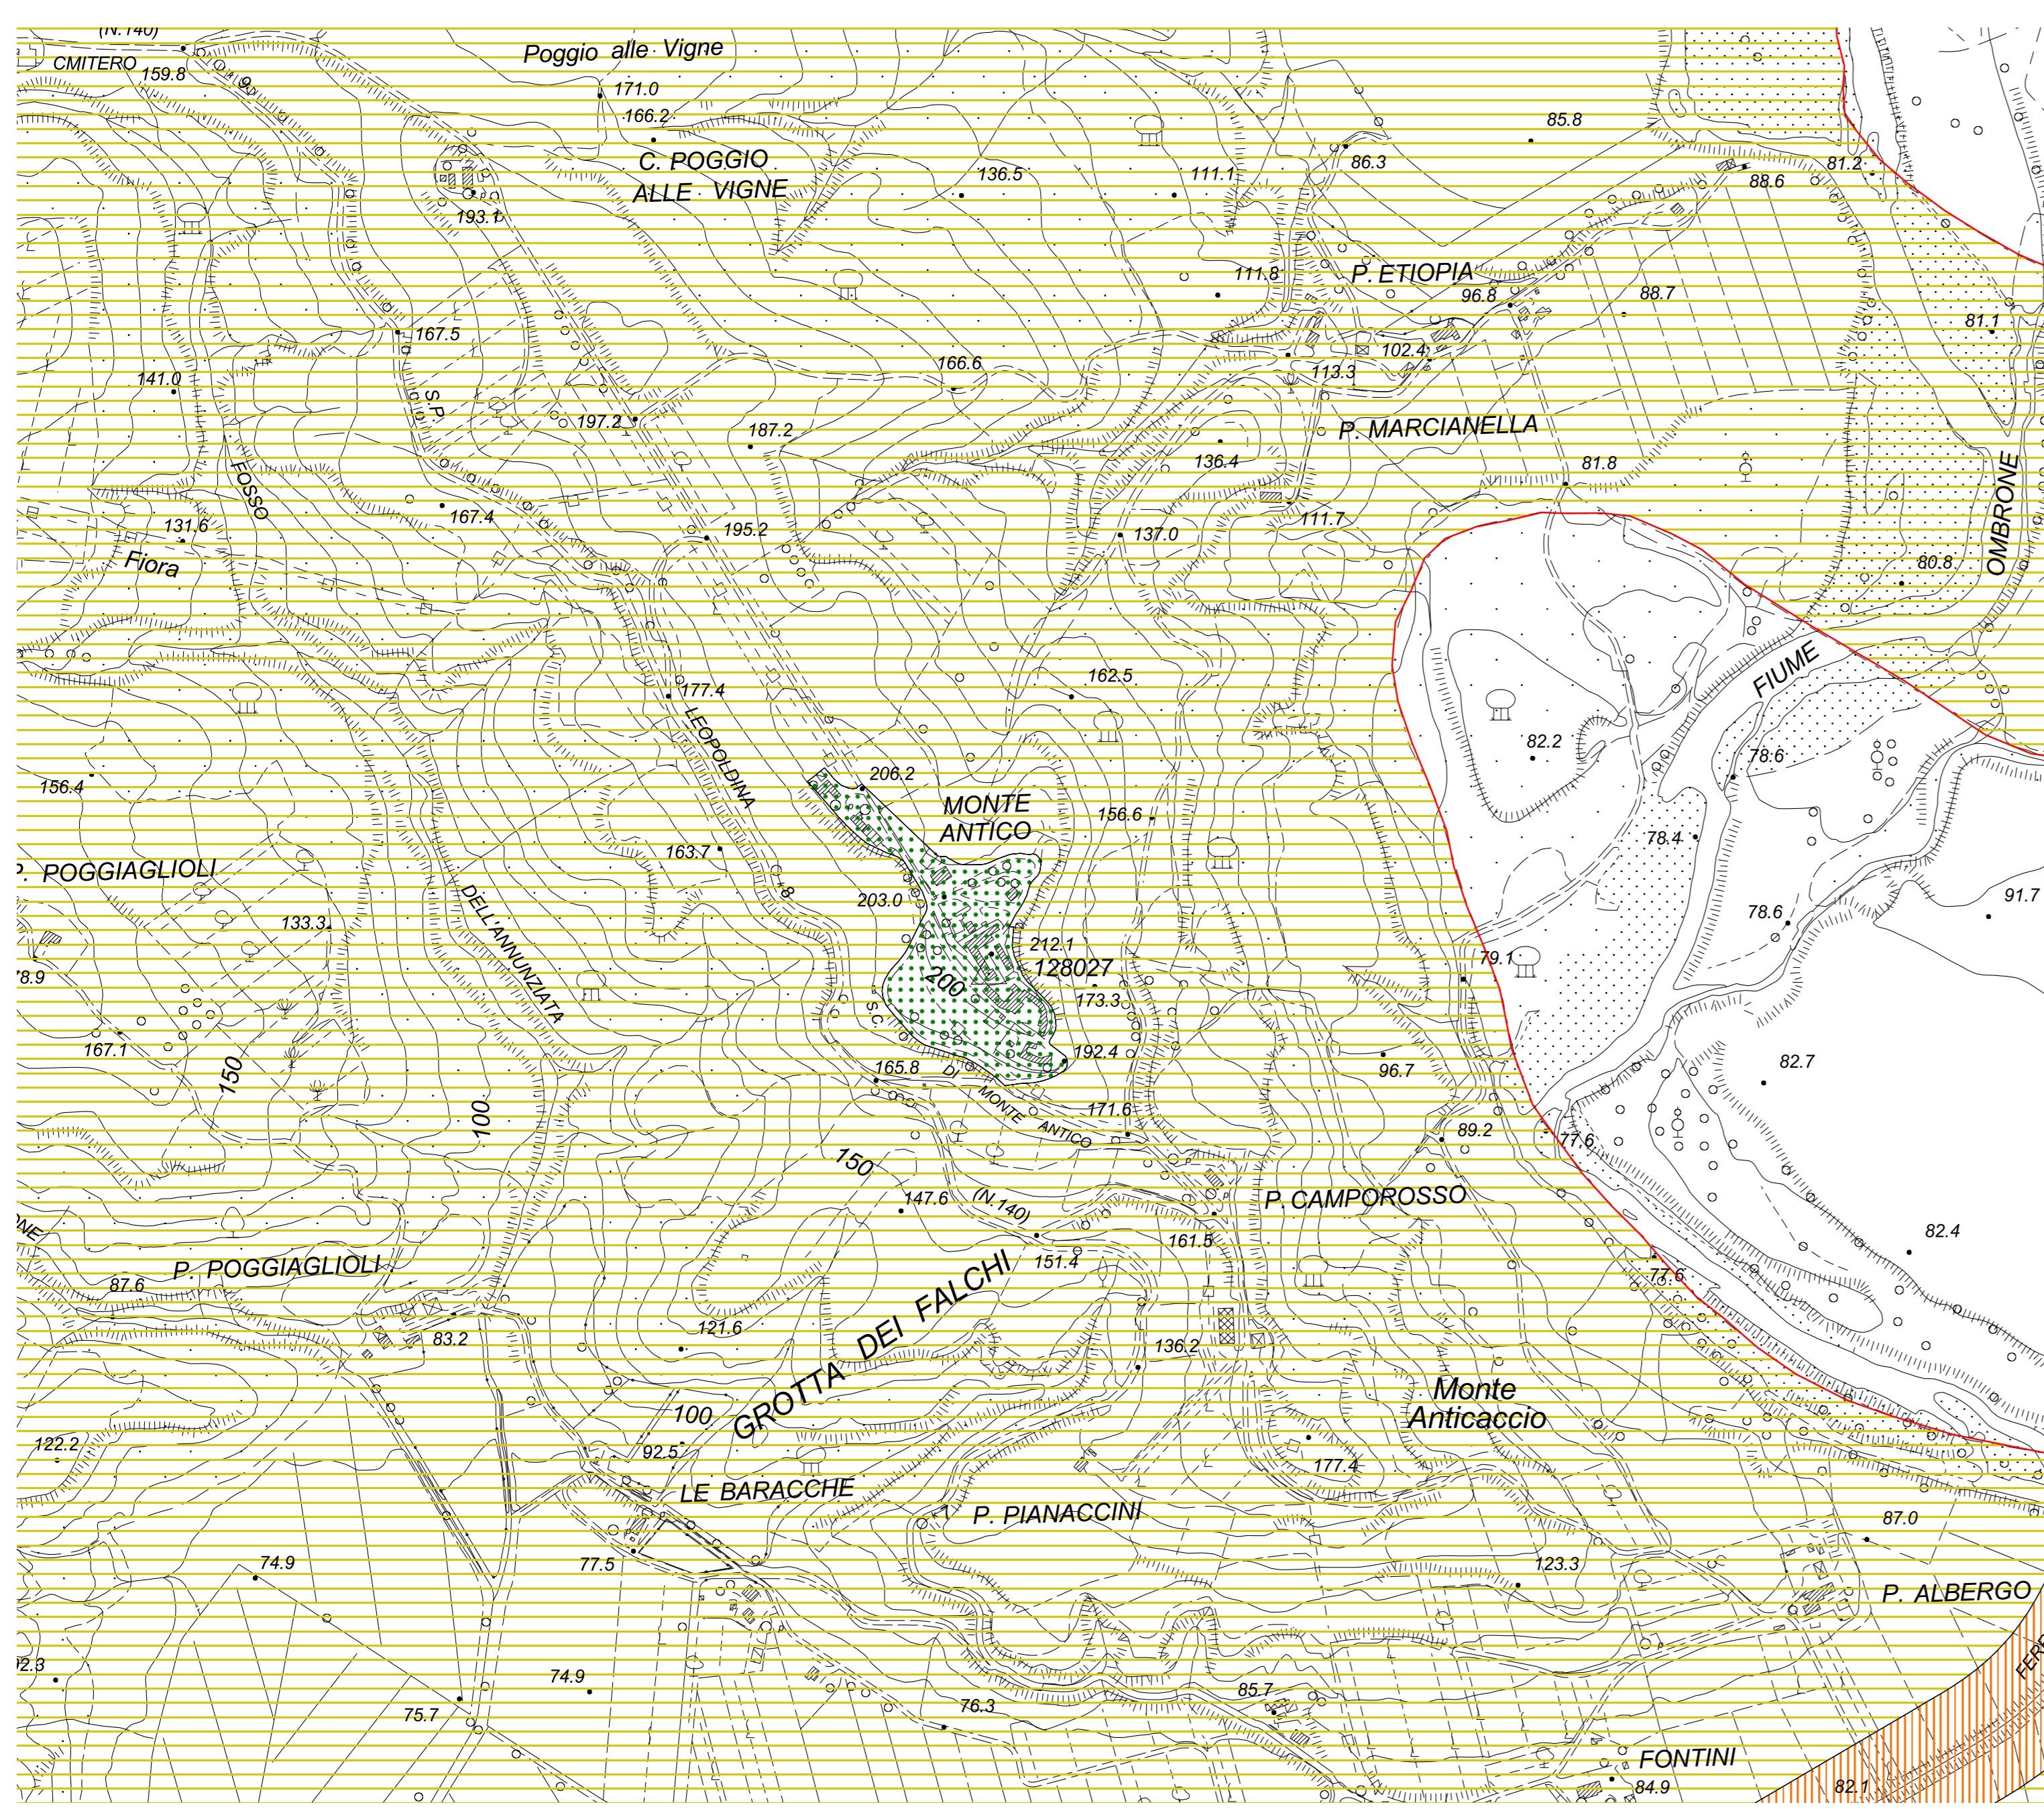 (N.140)
CMITERO
159.8
9
Poggio alle Vigne
171.0
166.2
C. POGGIO
ALLE VIGNE
193.1
136.5
111.1
85.8
86.3
81.2
88.6
111.8
P. ETIOPIA
96.8
88.7
81.1
167.5
141.0
S.P.
166.6
102.4
113.3
197.2
187.2
P. MARCIANELLA
136.4
81.8
FOSSO
167.4
131.6
195.2
137.0
111.7
OMBRONE
80.8
Fiora
177.4
162.5
FIUME
LEOPOLDINA
82.2
78.6
156.4
206.2
MONTE
ANTICO
156.6
78.4
163.7
P. POGGIAGLIOLI
8
203.0
133.3
91.7
78.6
DELL'ANNUNZIATA
212.1
128027
79.1
78.9
200
173.3
S.C.
167.1
150
192.4
165.8
DI
MONTE
ANTICO
96.7
82.7
100
171.6
89.2
77.6
150
147.6
(N.140)
P. CAMPOROSSO
ONE
161.5
151.4
82.4
P. POGGIAGLIOLI
87.6
77.6
83.2
121.6
GROTTA DEI FALCHI
136.2
Monte
Anticaccio
100
122.2
92.5
177.4
LE BARACCHE
P. PIANACCINI
87.0
74.9
77.5
123.3
P. ALBERGO
2.3
74.9
FERR
75.7
76.3
85.7
FONTINI
84.9
82.1